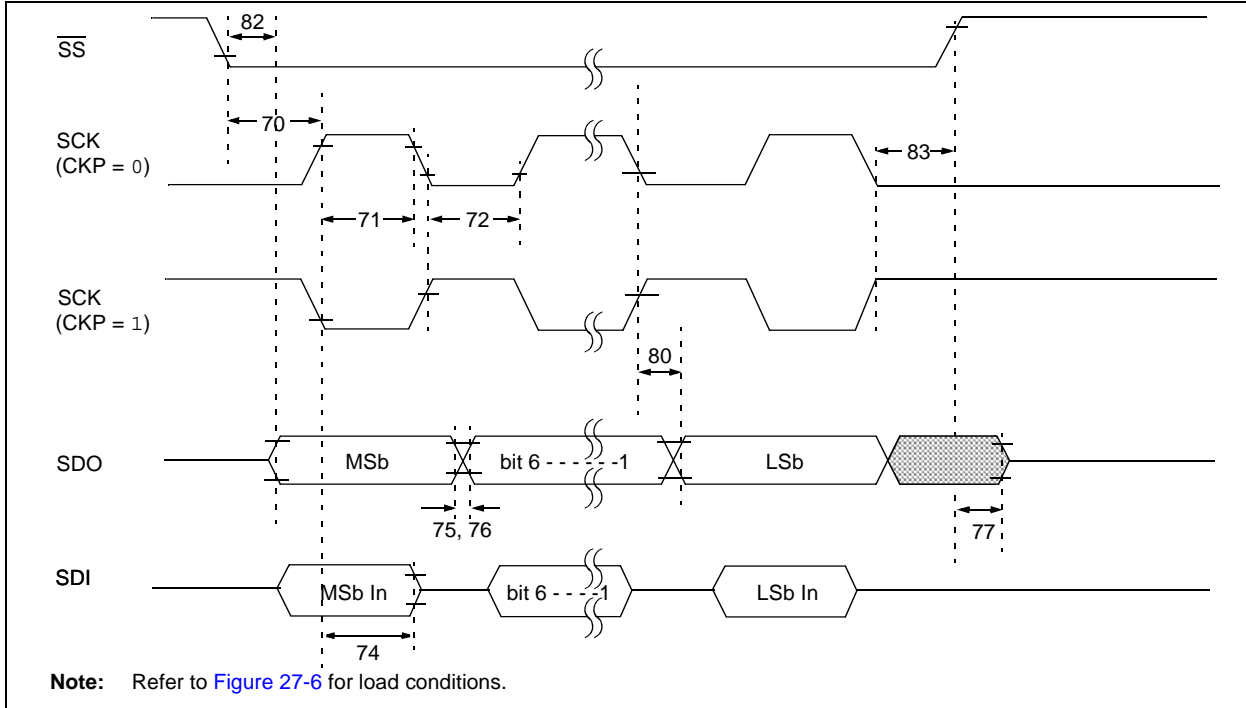 82
SS
70
SCK
(CKP = 0)
83
71
72
SCK
(CKP = 1)
80
SDO
MSb
bit 6 - - - - - -1
LSb
75, 76
77
SDI
MSb In
bit 6 - - - -1
LSb In
74
Note: Refer to Figure 27-6 for load conditions.